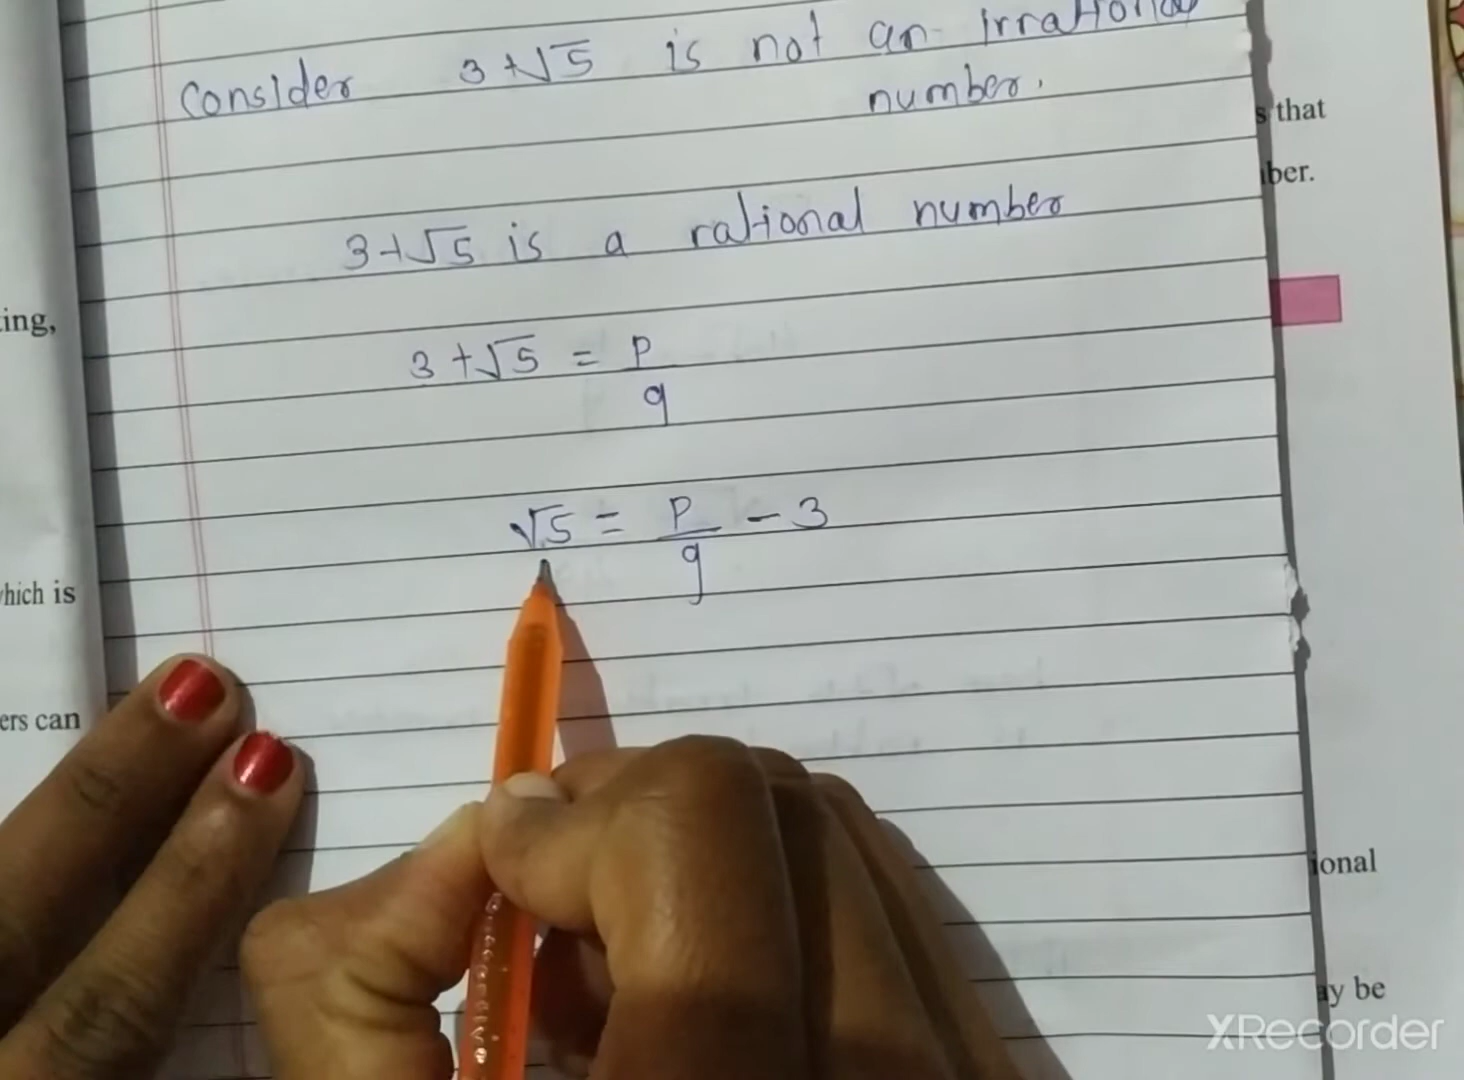 Consider 3+√5 is not an irrational
number.
3+√5 is a rational number
3+√5 = p
q
√5 = p - 3
q
s that
ber.
ing,
hich is
ers can
ional
ay be
XRecorder